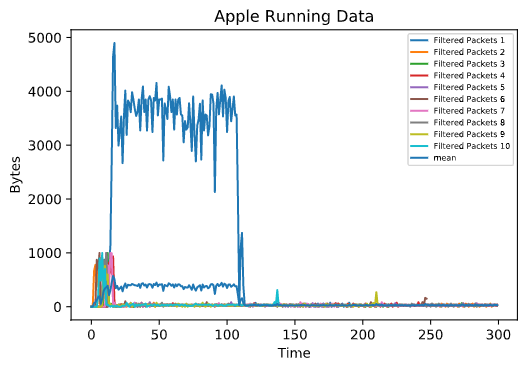 Apple Running Data
Bytes
5000
4000
3000
2000
1000
0
0
50
100
150
200
250
300
Time
Filtered Packets 1
Filtered Packets 2
Filtered Packets 3
Filtered Packets 4
Filtered Packets 5
Filtered Packets 6
Filtered Packets 7
Filtered Packets 8
Filtered Packets 9
Filtered Packets 10
mean